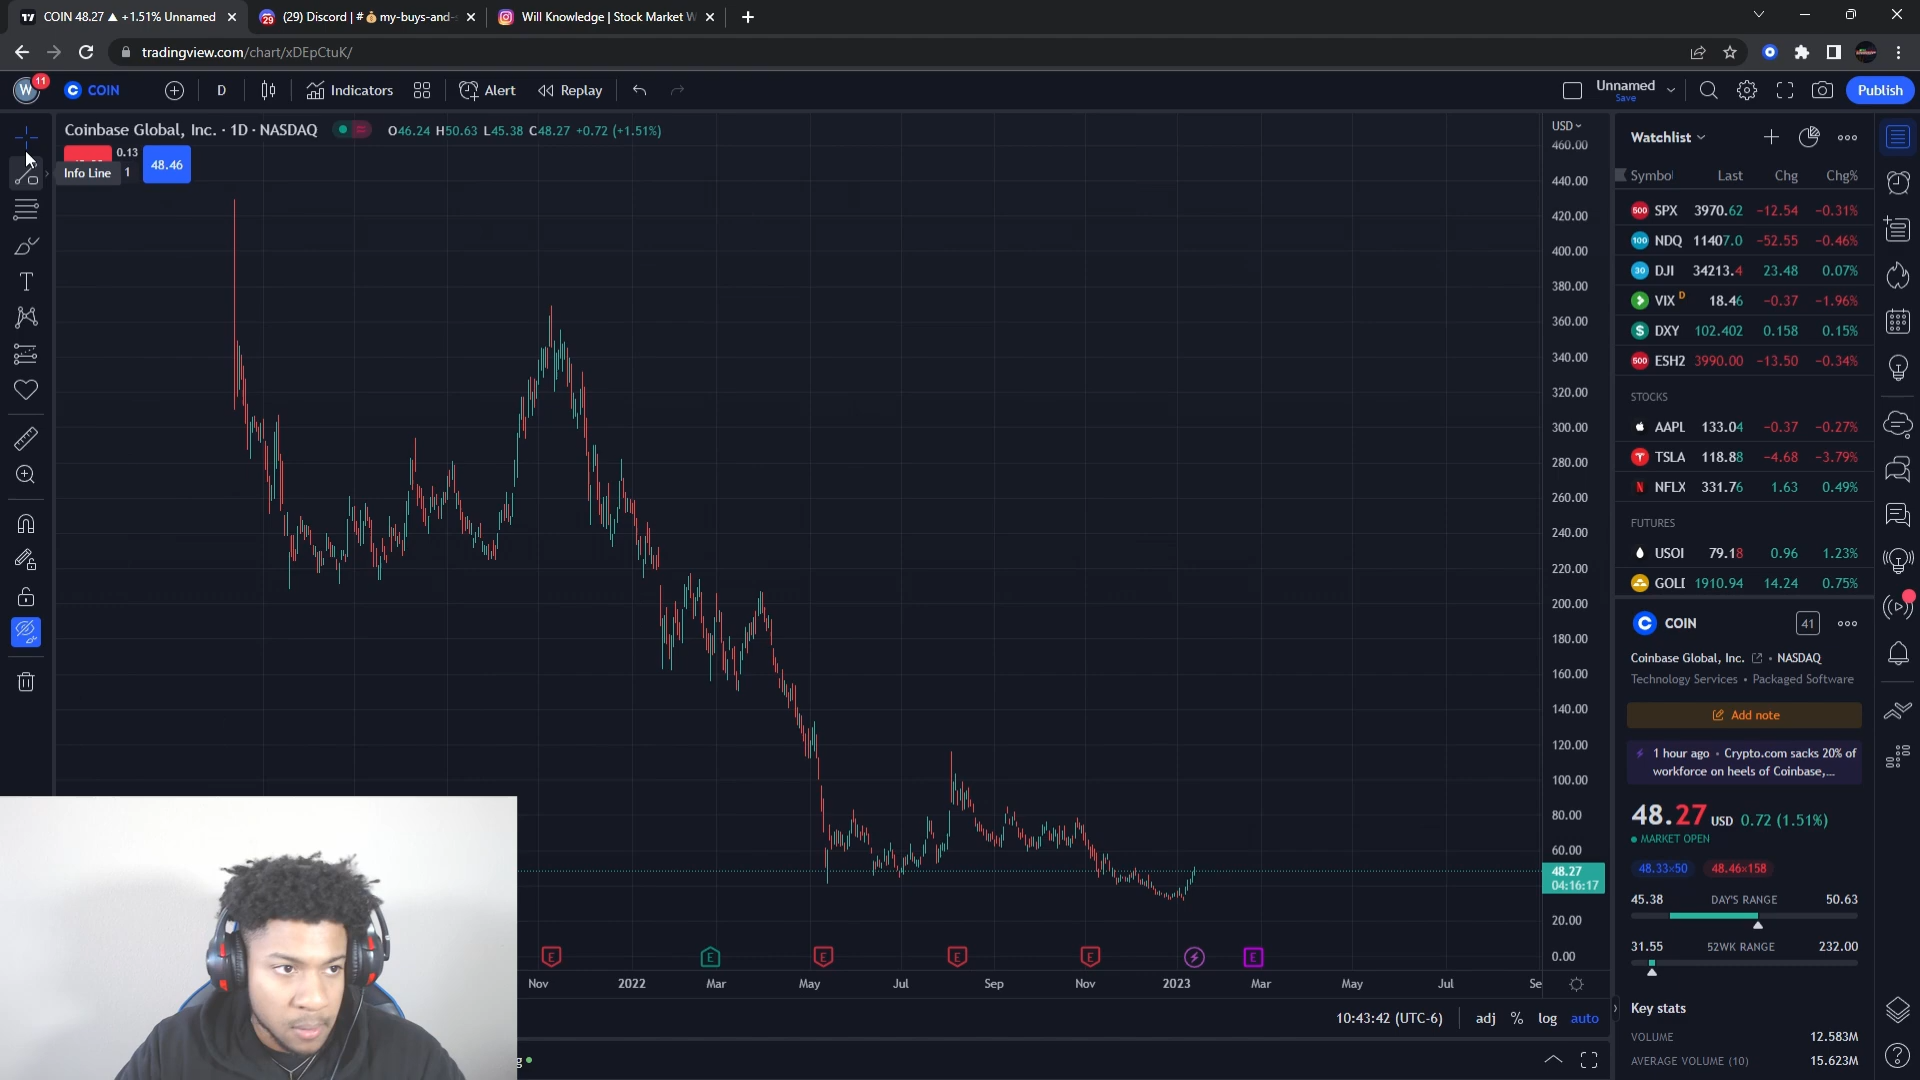 COIN 48.27 ▲ +1.51% Unnamed
(29) Discord | # my-buys-and-
Will Knowledge | Stock Market W
tradingview.com/chart/xDEpCtuK/
W
11
COIN
D
Indicators
Alert
Replay
Unnamed
Save
Publish
Coinbase Global, Inc. · 1D · NASDAQ
O46.24 H50.63 L45.38 C48.27 +0.72 (+1.51%)
0.13
48.46
Info Line
1
USD
460.00
440.00
420.00
400.00
380.00
360.00
340.00
320.00
300.00
280.00
260.00
240.00
220.00
200.00
180.00
160.00
140.00
120.00
100.00
80.00
60.00
48.27
04:16:17
20.00
0.00
E
E
E
E
E
E
Nov
2022
Mar
May
Jul
Sep
Nov
2023
Mar
May
Jul
Se
10:43:42 (UTC-6)
adj
%
log
auto
g
Watchlist
Symbol
Last
Chg
Chg%
500 SPX 3970.62 −12.54 −0.31%
100 NDQ 11407.0 −52.55 −0.46%
30 DJI 34213.4 23.48 0.07%
VIX D 18.46 −0.37 −1.96%
$ DXY 102.402 0.158 0.15%
500 ESH2 3990.00 −13.50 −0.34%
STOCKS
AAPL 133.04 −0.37 −0.27%
TSLA 118.88 −4.68 −3.79%
NFLX 331.76 1.63 0.49%
FUTURES
USOI 79.18 0.96 1.23%
GOLD 1910.94 14.24 0.75%
COIN
41
Coinbase Global, Inc. · NASDAQ
Technology Services • Packaged Software
Add note
1 hour ago · Crypto.com sacks 20% of
workforce on heels of Coinbase,...
48.27 USD 0.72 (1.51%)
MARKET OPEN
48.33×50
48.46×158
45.38 DAY'S RANGE 50.63
31.55 52WK RANGE 232.00
Key stats
VOLUME 12.583M
AVERAGE VOLUME (10) 15.623M